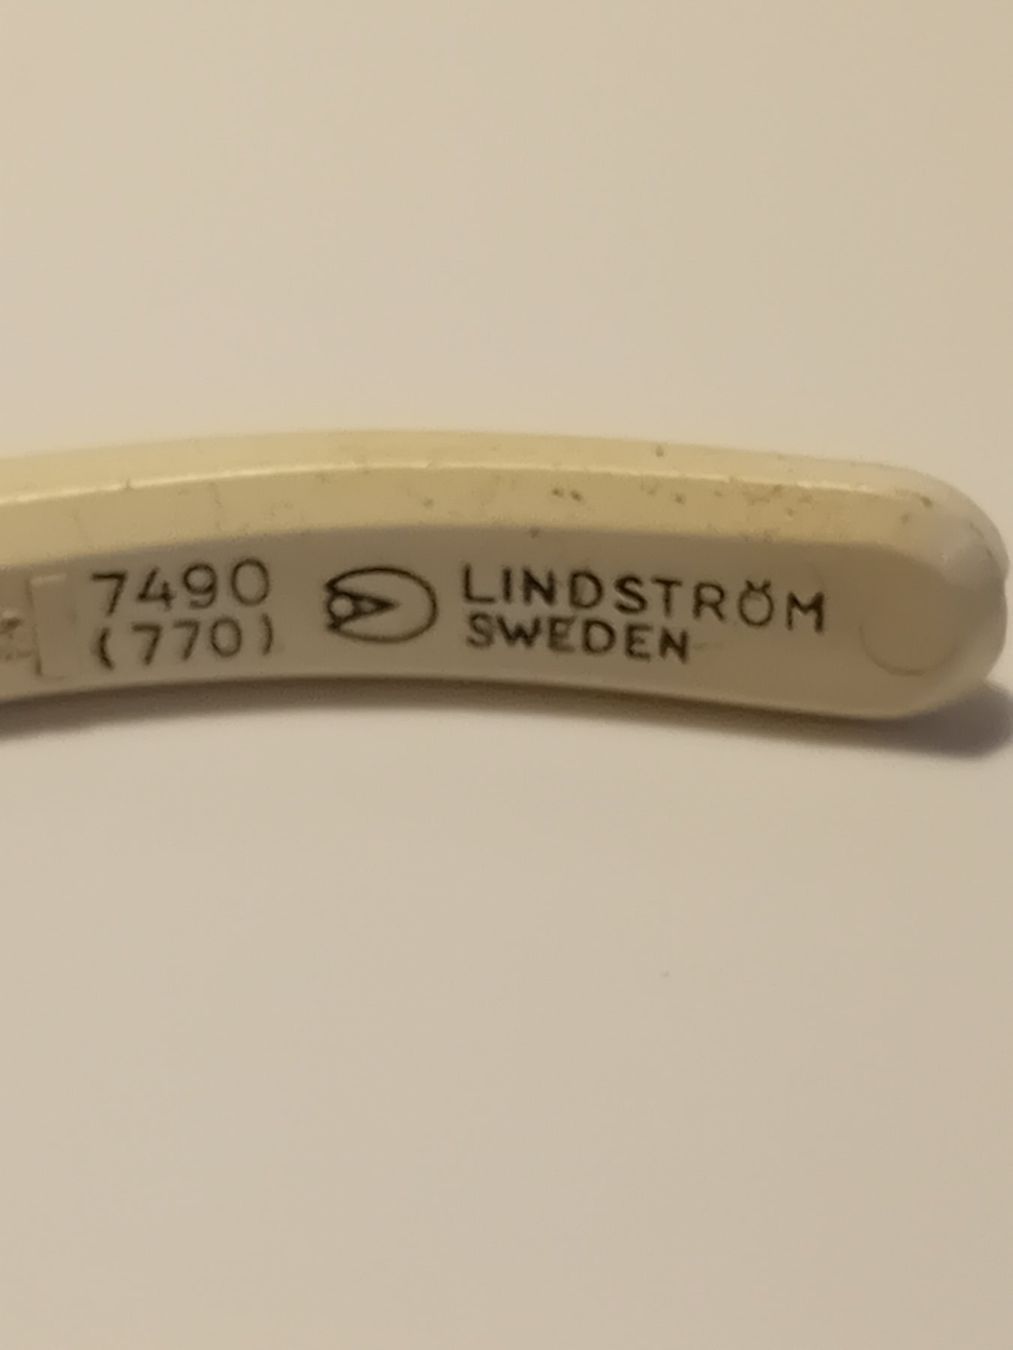 7490
(770)
LINDSTRÖM
SWEDEN